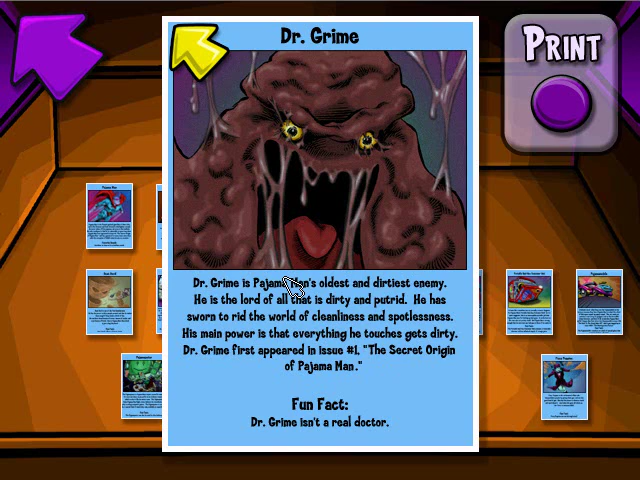 Dr. Grime
PRINT
Dr. Grime is Pajama Man's oldest and dirtiest enemy.
He is the lord of all that is dirty and putrid. He has
sworn to rid the world of cleanliness and spotlessness.
His main power is that everything he touches gets dirty.
Dr. Grime first appeared in issue #1, "The Secret Origin
of Pajama Man."
Fun Fact:
Dr. Grime isn't a real doctor.
Pajama Man